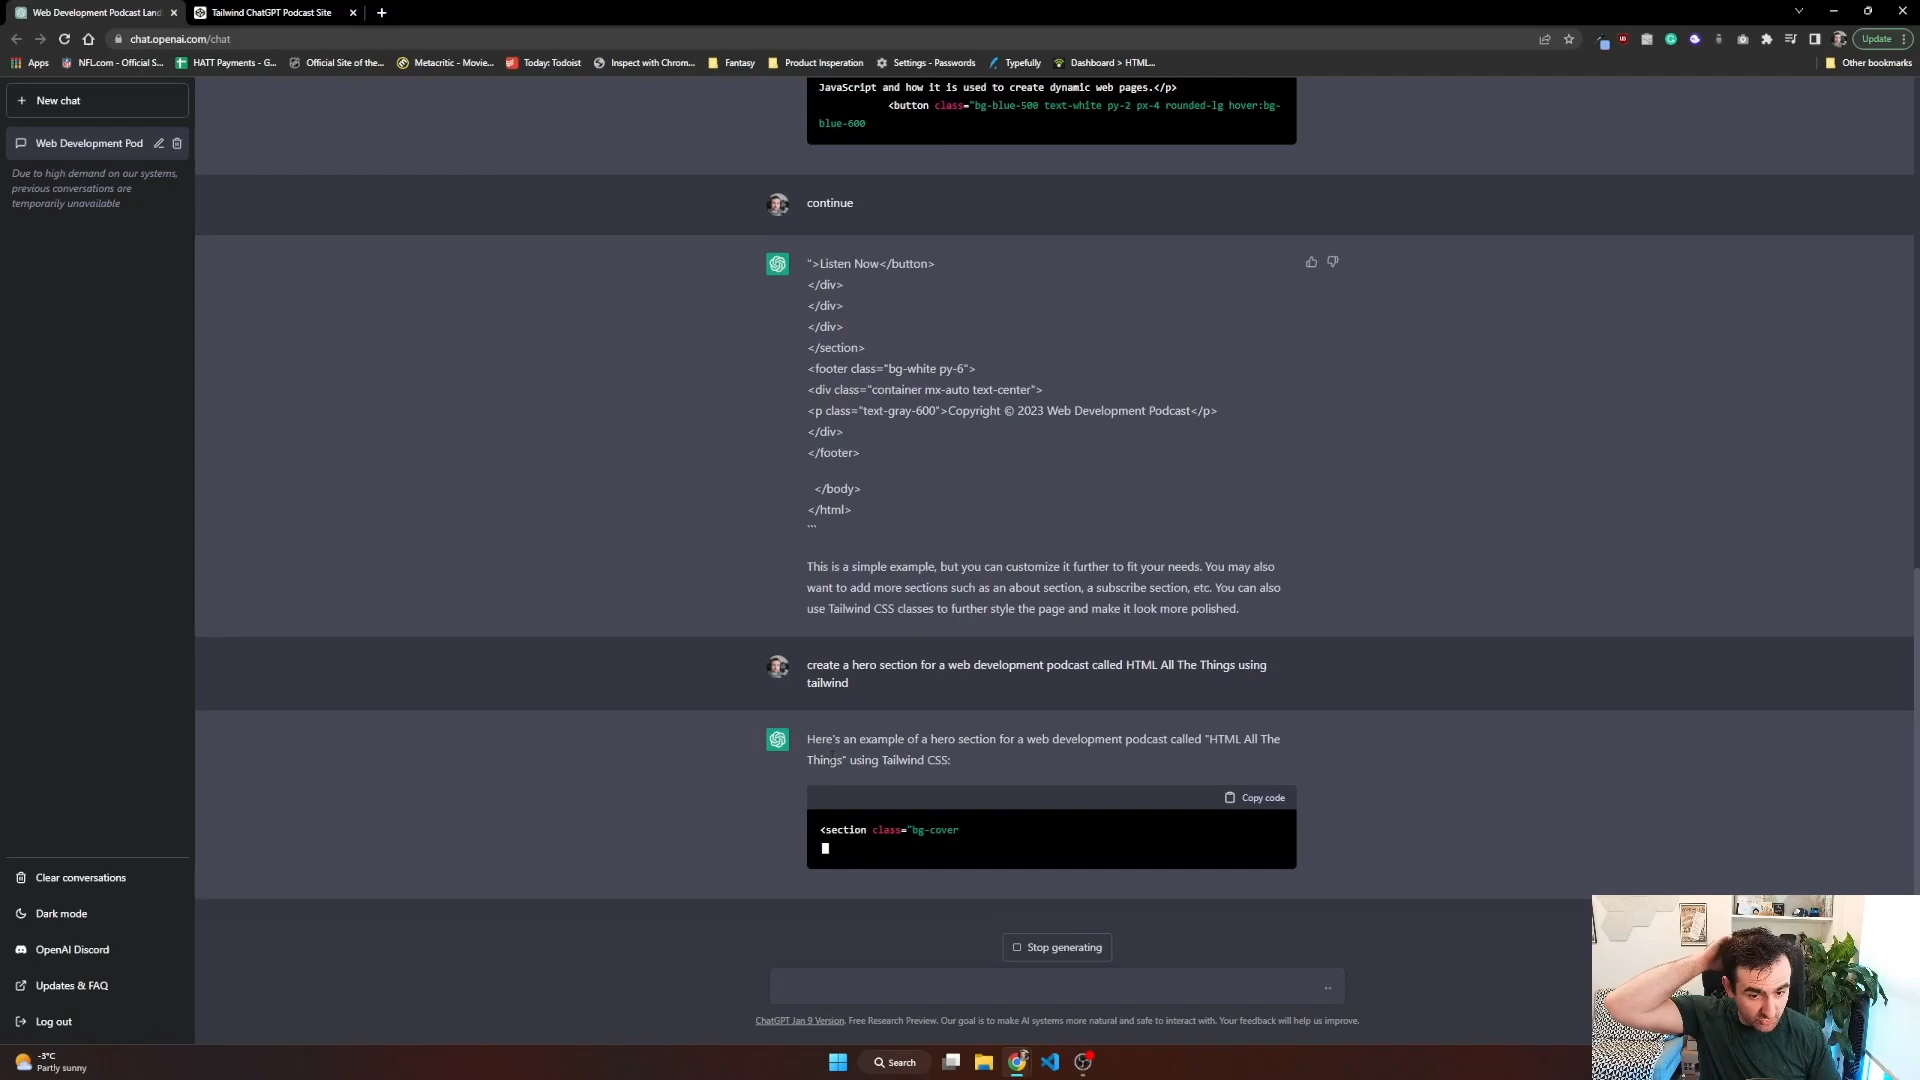 Web Development Podcast Land
Tailwind ChatGPT Podcast Site
chat.openai.com/chat
Update
Apps
NFL.com - Official S...
HATT Payments - G...
Official Site of the...
Metacritic - Movie...
Today: Todoist
Inspect with Chrom...
Fantasy
Product Insperation
Settings - Passwords
Typefully
Dashboard > HTML...
Other bookmarks
New chat
Web Development Pod
Due to high demand on our systems,
previous conversations are
temporarily unavailable
JavaScript and how it is used to create dynamic web pages.</p>
<button class="bg-blue-500 text-white py-2 px-4 rounded-lg hover:bg-
blue-600
continue
">Listen Now</button>
</div>
</div>
</div>
</section>
<footer class="bg-white py-6">
<div class="container mx-auto text-center">
<p class="text-gray-600">Copyright © 2023 Web Development Podcast</p>
</div>
</footer>
</body>
</html>
```
This is a simple example, but you can customize it further to fit your needs. You may also
want to add more sections such as an about section, a subscribe section, etc. You can also
use Tailwind CSS classes to further style the page and make it look more polished.
create a hero section for a web development podcast called HTML All The Things using
tailwind
Here's an example of a hero section for a web development podcast called "HTML All The
Things" using Tailwind CSS:
Copy code
<section class="bg-cover
Clear conversations
Dark mode
OpenAI Discord
Updates & FAQ
Log out
Stop generating
ChatGPT Jan 9 Version. Free Research Preview. Our goal is to make AI systems more natural and safe to interact with. Your feedback will help us improve.
-3°C
Partly sunny
Search